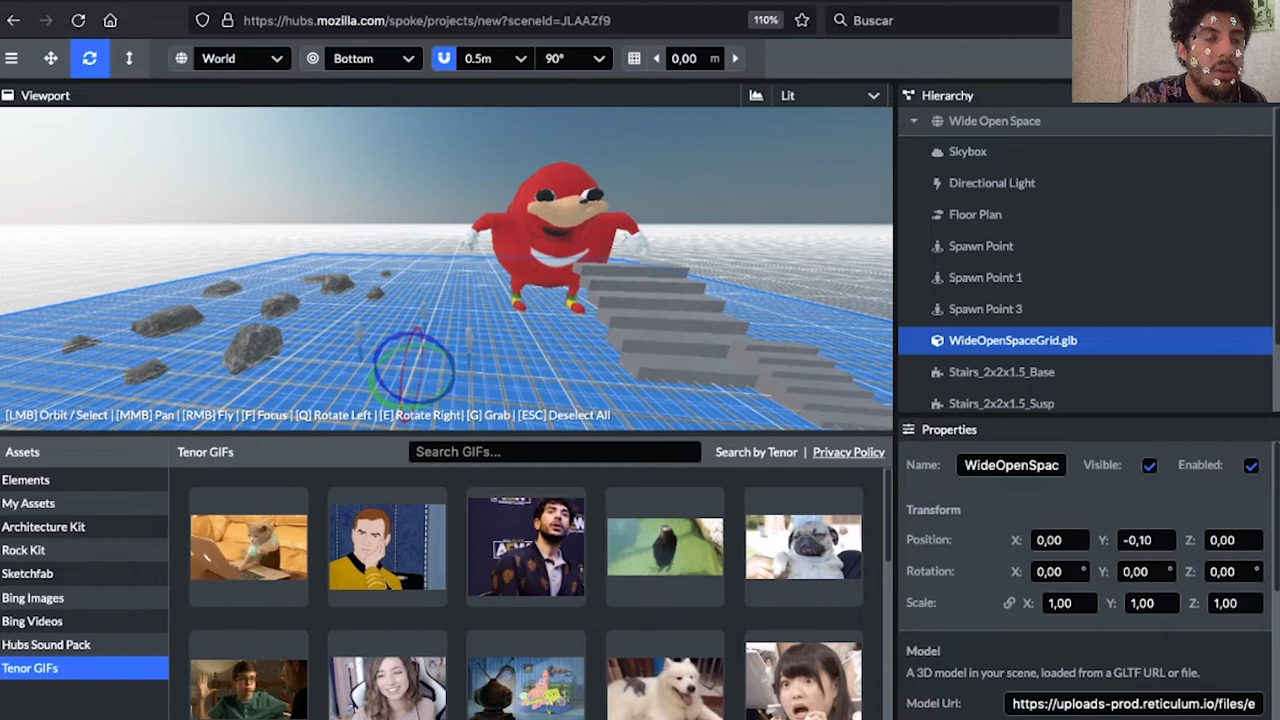 https://hubs.mozilla.com/spoke/projects/new?sceneId=JLAAZf9
110%
Buscar
World
Bottom
0.5m
90°
0,00 m
Viewport
Lit
Hierarchy
Wide Open Space
Skybox
Directional Light
Floor Plan
Spawn Point
Spawn Point 1
Spawn Point 3
WideOpenSpaceGrid.glb
Stairs_2x2x1.5_Base
Stairs_2x2x1.5_Susp
[LMB] Orbit / Select | [MMB] Pan | [RMB] Fly | [F] Focus | [Q] Rotate Left | [E] Rotate Right | [G] Grab | [ESC] Deselect All
Assets
Tenor GIFs
Search GIFs...
Search by Tenor | Privacy Policy
Elements
My Assets
Architecture Kit
Rock Kit
Sketchfab
Bing Images
Bing Videos
Hubs Sound Pack
Tenor GIFs
Properties
Name: WideOpenSpac Visible: Enabled:
Transform
Position: X: 0,00 Y: -0,10 Z: 0,00
Rotation: X: 0,00 ° Y: 0,00 ° Z: 0,00 °
Scale: X: 1,00 Y: 1,00 Z: 1,00
Model
A 3D model in your scene, loaded from a GLTF URL or file.
Model Url: https://uploads-prod.reticulum.io/files/e